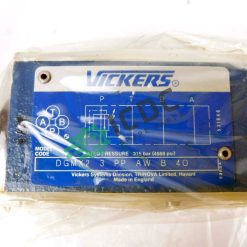 VICKERS
P A
T
A B
P
MODEL CODE RATED PRESSURE 315 bar (4568 psi)
DGMX2 3 PP AW B 40
Vickers Systems Division, TRINOVA Limited, Havant
Made in England